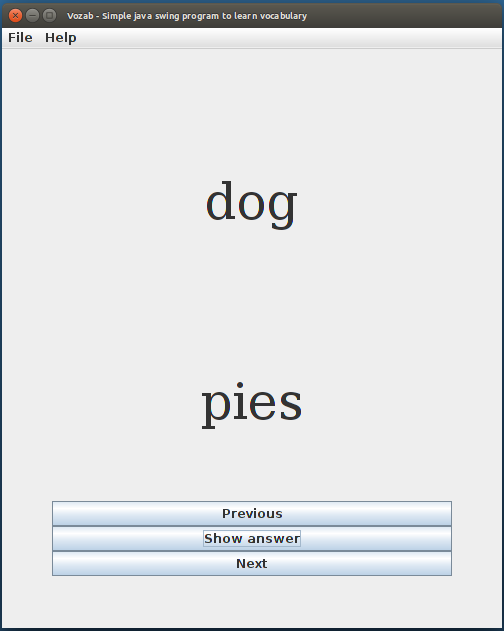 Vozab - Simple java swing program to learn vocabulary
File Help
dog
pies
Previous
Show answer
Next